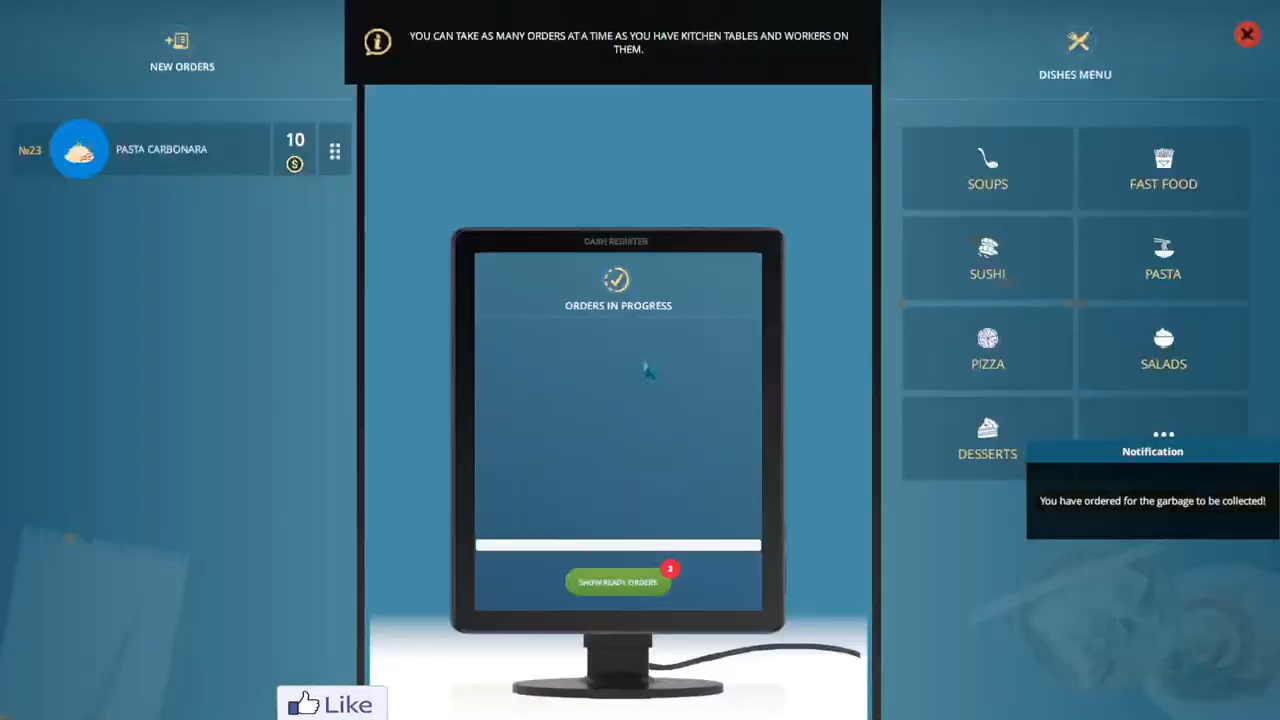 NEW ORDERS
YOU CAN TAKE AS MANY ORDERS AT A TIME AS YOU HAVE KITCHEN TABLES AND WORKERS ON
THEM.
DISHES MENU
№23
PASTA CARBONARA
10
CASH REGISTER
ORDERS IN PROGRESS
SHOW READY ORDERS
3
SOUPS
FAST FOOD
SUSHI
PASTA
PIZZA
SALADS
DESSERTS
Notification
You have ordered for the garbage to be collected!
Like